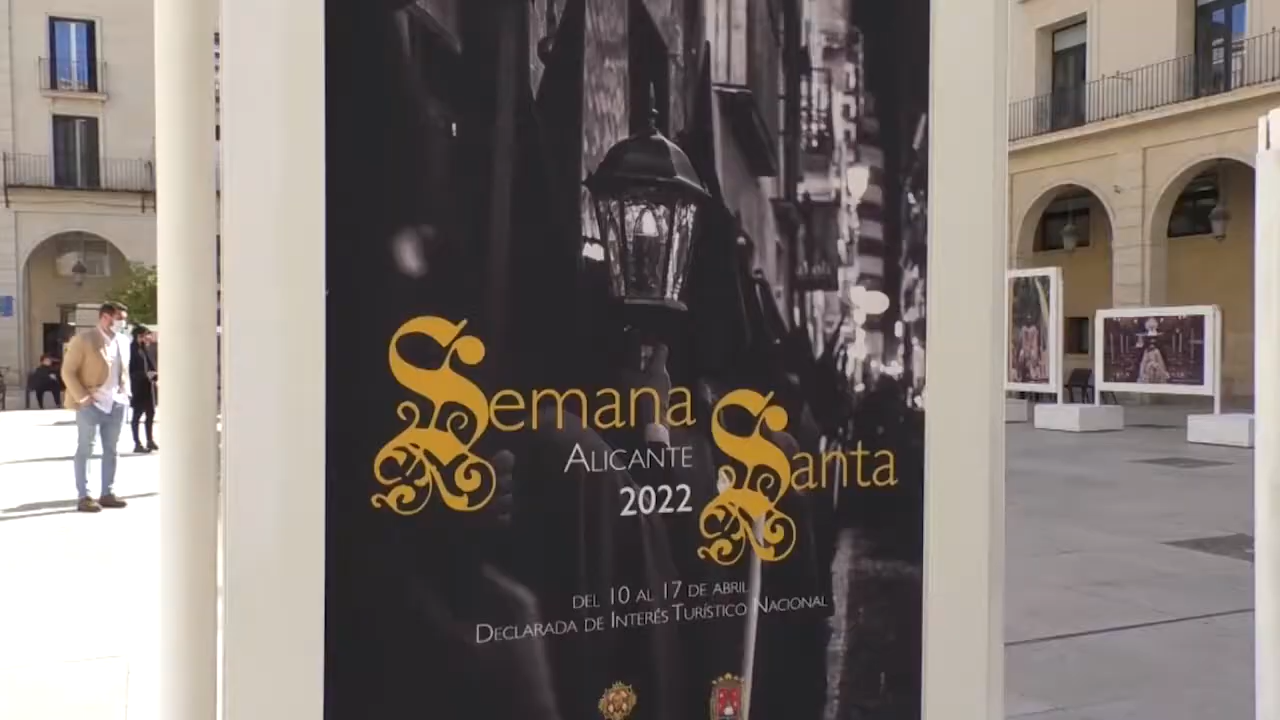 Semana
Santa
ALICANTE
2022
DEL 10 AL 17 DE ABRIL
DECLARADA DE INTERÉS TURÍSTICO NACIONAL